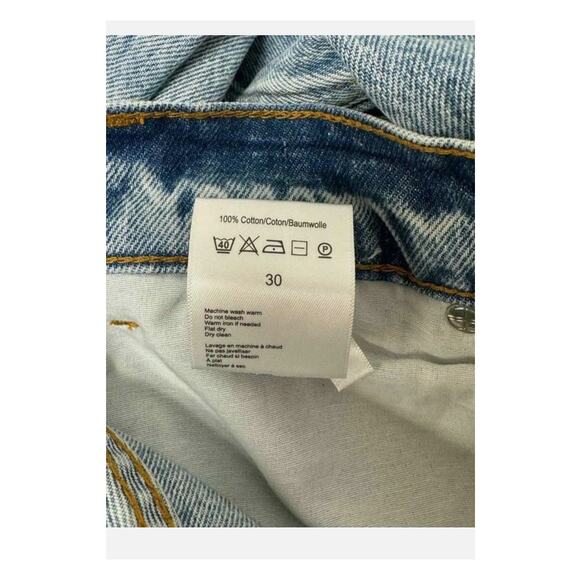 100% Cotton/Coton/Baumwolle
40 P
30
Machine wash warm
Do not bleach
Warm iron if needed
Flat dry
Dry clean
Lavage en machine à chaud
Ne pas javelliser
Far chaud si besoin
A plat
Nettoyer à sec